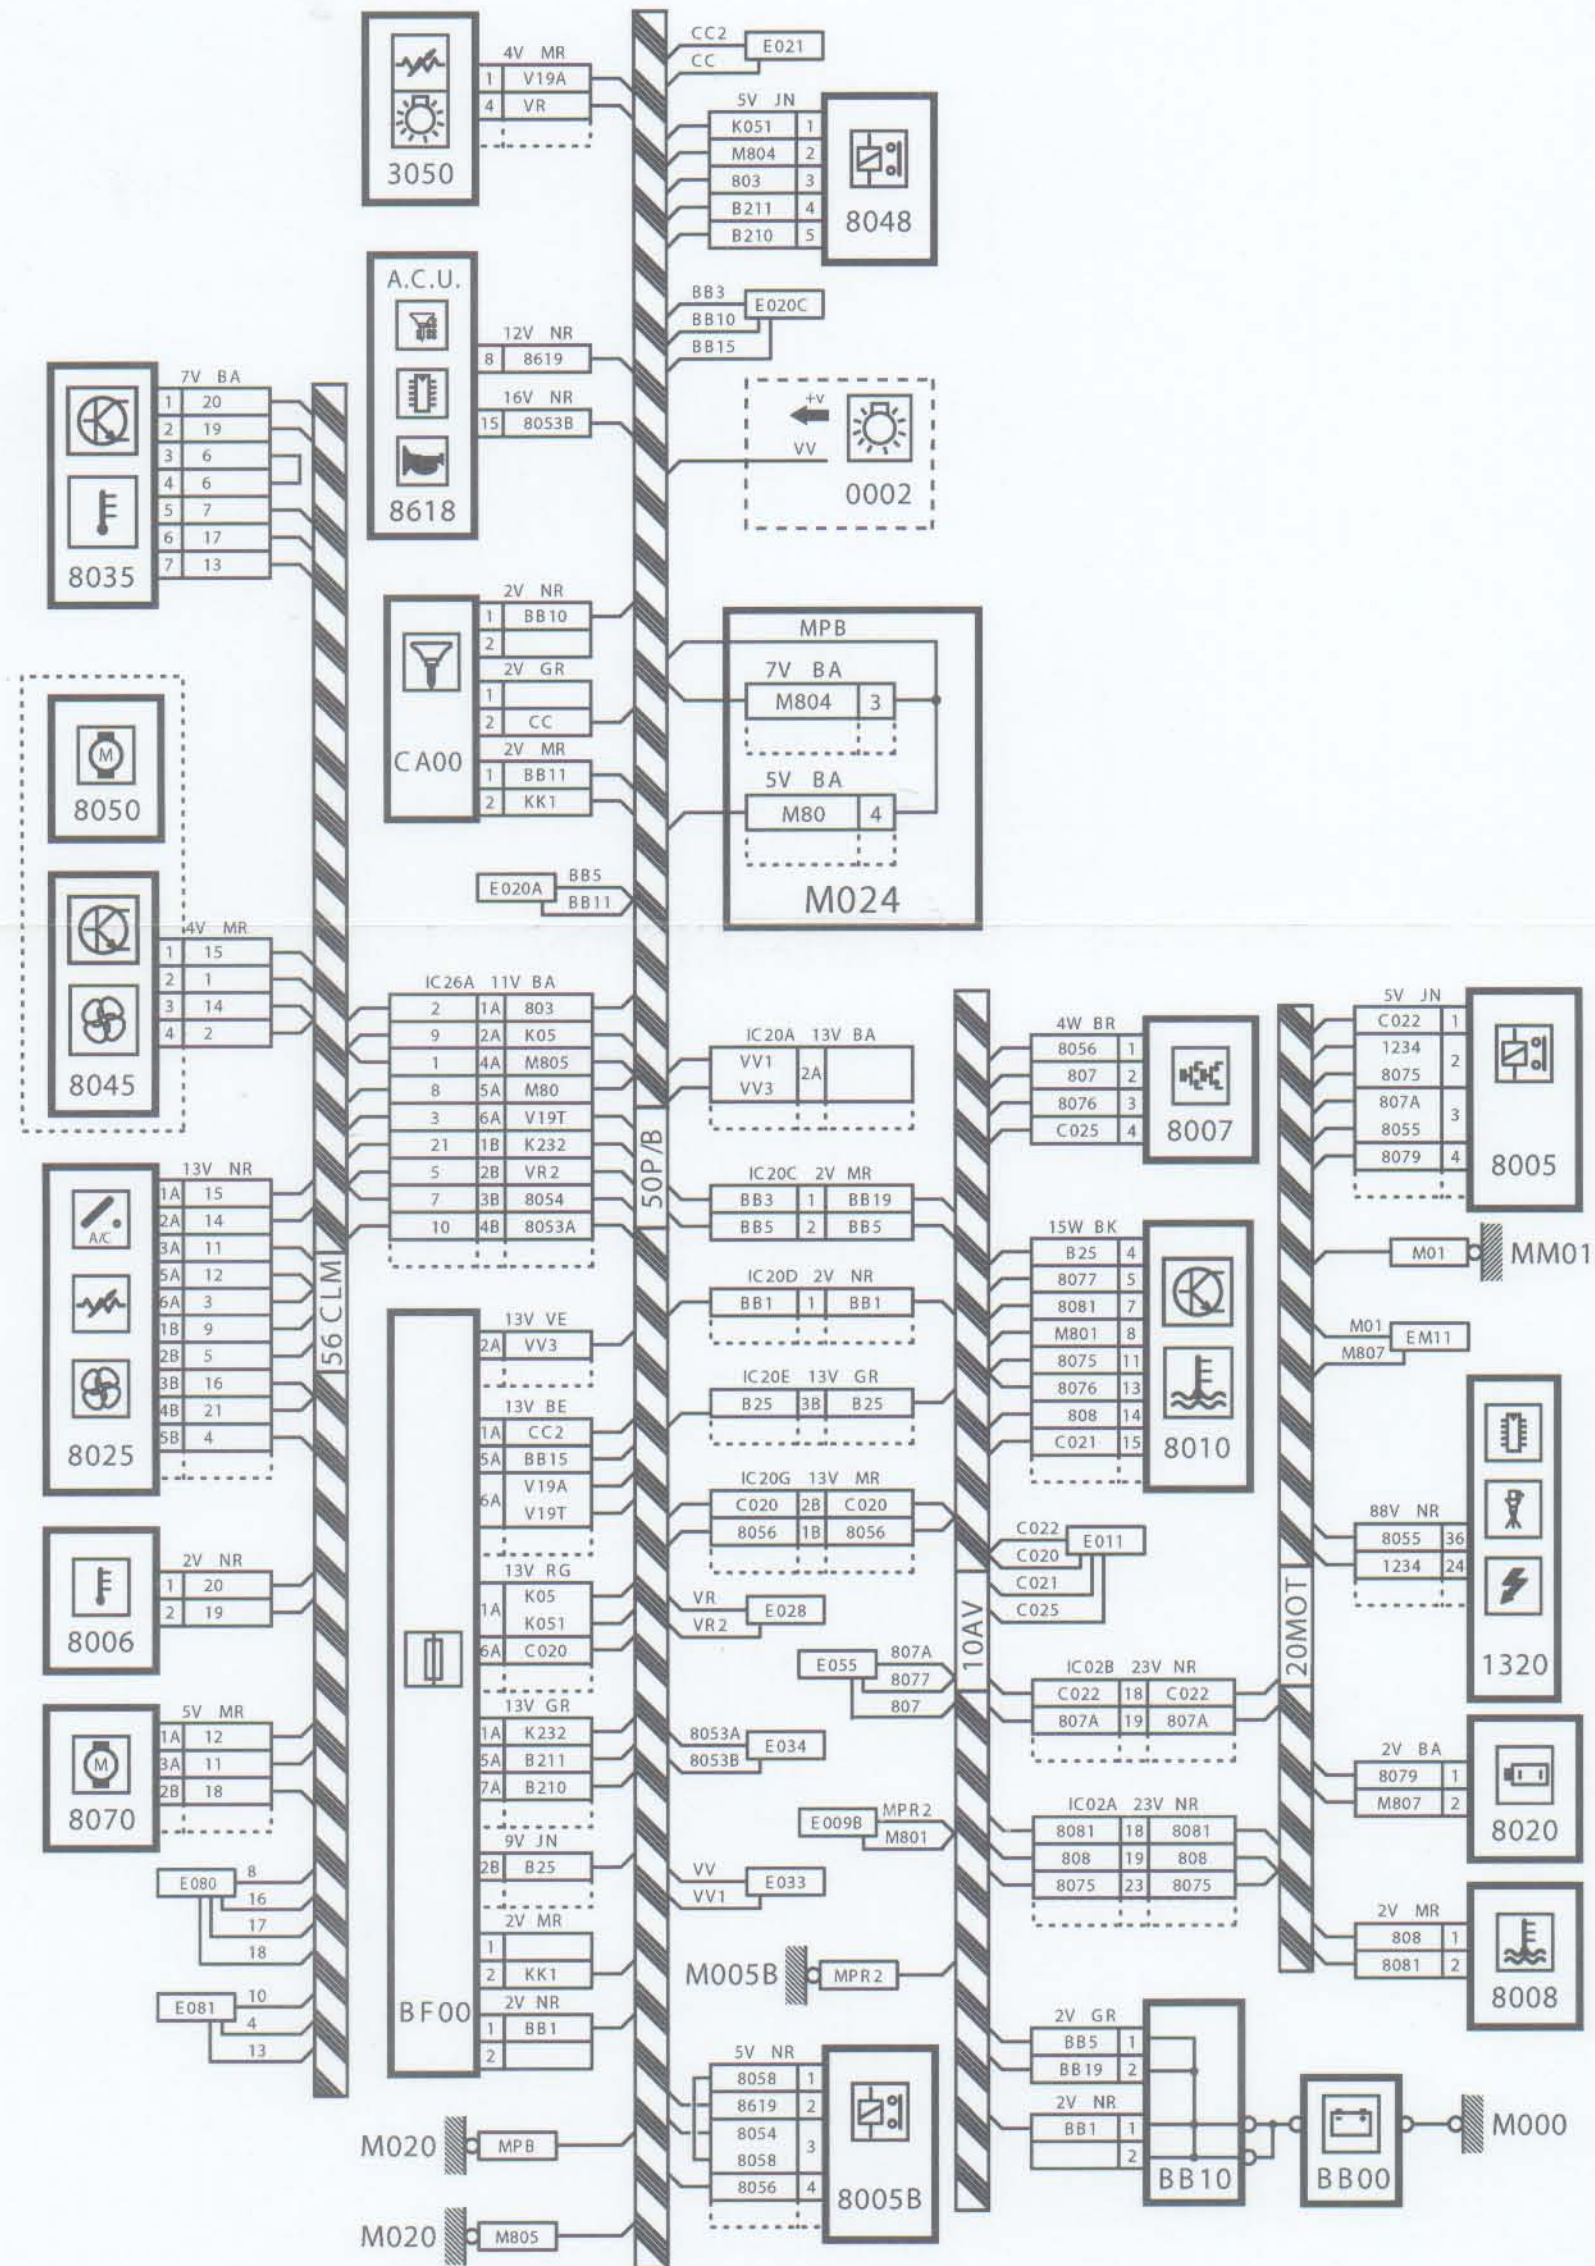 4V MR
1 V19A
4 VR
3050
CC2
CC
E021
5V JN
K051 1
M804 2
803 3
B211 4
B210 5
8048
A.C.U.
12V NR
8 8619
16V NR
15 8053B
8618
BB3
BB10
BB15
E020C
+v
VV
0002
7V BA
1 20
2 19
3 6
4 6
5 7
6 17
7 13
8035
2V NR
1 BB10
2
2V GR
1
2 CC
2V MR
1 BB11
2 KK1
CA00
MPB
7V BA
M804 3
5V BA
M80 4
M024
M
8050
E020A
BB5
BB11
4V MR
1 15
2 1
3 14
4 2
8045
IC26A 11V BA
2 1A 803
9 2A K05
1 4A M805
8 5A M80
3 6A V19T
21 1B K232
5 2B VR2
7 3B 8054
10 4B 8053A
50P/B
IC20A 13V BA
VV1
2A
VV3
4W BR
8056 1
807 2
8076 3
C025 4
8007
5V JN
C022 1
1234
2
8075
807A
3
8055
8079 4
8005
13V NR
1A 15
2A 14
3A 11
5A 12
6A 3
1B 9
2B 5
3B 16
4B 21
5B 4
A/C
8025
56 CLM
IC20C 2V MR
BB3 1 BB19
BB5 2 BB5
15W BK
B25 4
8077 5
8081 7
M801 8
8075 11
8076 13
808 14
C021 15
8010
M01
MM01
IC20D 2V NR
BB1 1 BB1
M01
M807
EM11
13V VE
2A VV3
13V BE
1A CC2
5A BB15
V19A
6A
V19T
13V RG
K05
1A
K051
6A C020
13V GR
1A K232
5A B211
7A B210
9V JN
2B B25
2V MR
1
2 KK1
2V NR
1 BB1
2
BF00
IC20E 13V GR
B25 3B B25
IC20G 13V MR
C020 2B C020
8056 1B 8056
C022
C020
C021
C025
E011
88V NR
8055 36
1234 24
1320
2V NR
1 20
2 19
8006
VR
VR2
E028
10AV
20MOT
E055
807A
8077
807
IC02B 23V NR
C022 18 C022
807A 19 807A
5V MR
1A 12
3A 11
2B 18
M
8070
8053A
8053B
E034
2V BA
8079 1
M807 2
8020
E009B
MPR2
M801
IC02A 23V NR
8081 18 8081
808 19 808
8075 23 8075
E080
8
16
17
18
VV
VV1
E033
2V MR
808 1
8081 2
8008
M005B
MPR2
E081
10
4
13
2V GR
BB5 1
BB19 2
2V NR
BB1 1
2
BB10
BB00
M000
5V NR
8058 1
8619 2
8054
3
8058
8056 4
8005B
M020
MPB
M020
M805